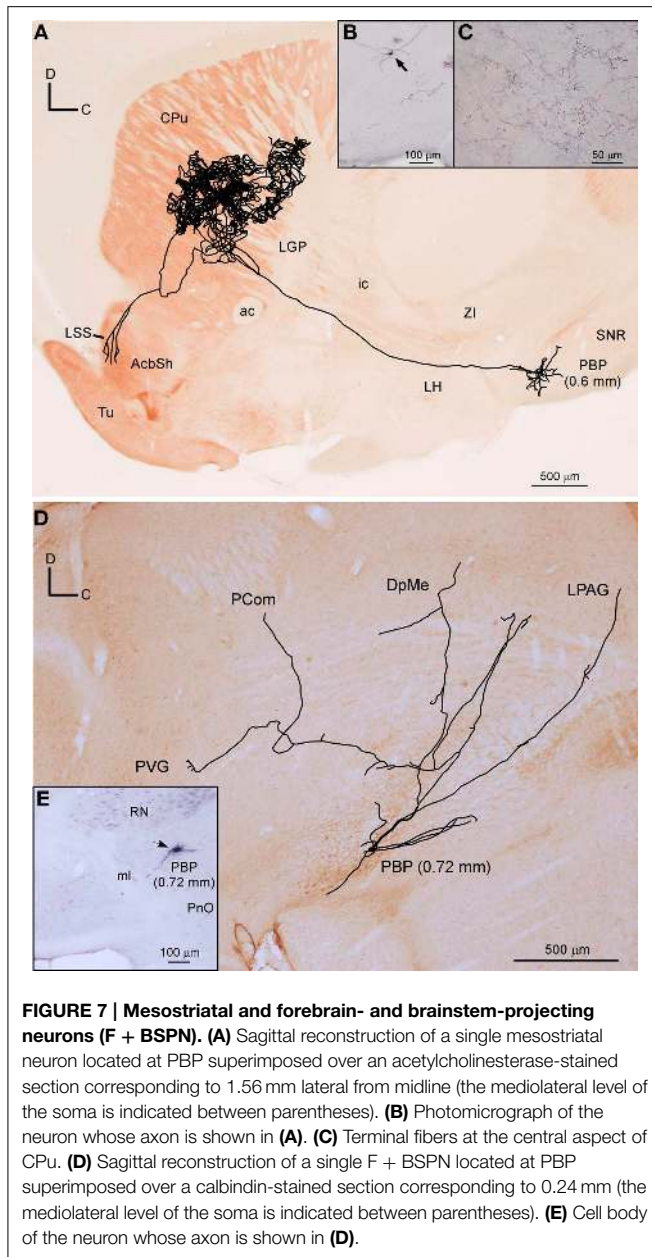 A
B
C
D
C
CPu
100 µm
50 µm
LGP
ic
ac
ZI
LSS
SNR
AcbSh
PBP
(0.6 mm)
LH
Tu
500 µm
D
D
C
PCom
DpMe
LPAG
PVG
E
RN
PBP
(0.72 mm)
ml
PnO
100 µm
PBP (0.72 mm)
500 µm
FIGURE 7 | Mesostriatal and forebrain- and brainstem-projecting
neurons (F + BSPN). (A) Sagittal reconstruction of a single mesostriatal
neuron located at PBP superimposed over an acetylcholinesterase-stained
section corresponding to 1.56 mm lateral from midline (the mediolateral level of
the soma is indicated between parentheses). (B) Photomicrograph of the
neuron whose axon is shown in (A). (C) Terminal fibers at the central aspect of
CPu. (D) Sagittal reconstruction of a single F + BSPN located at PBP
superimposed over a calbindin-stained section corresponding to 0.24 mm (the
mediolateral level of the soma is indicated between parentheses). (E) Cell body
of the neuron whose axon is shown in (D).